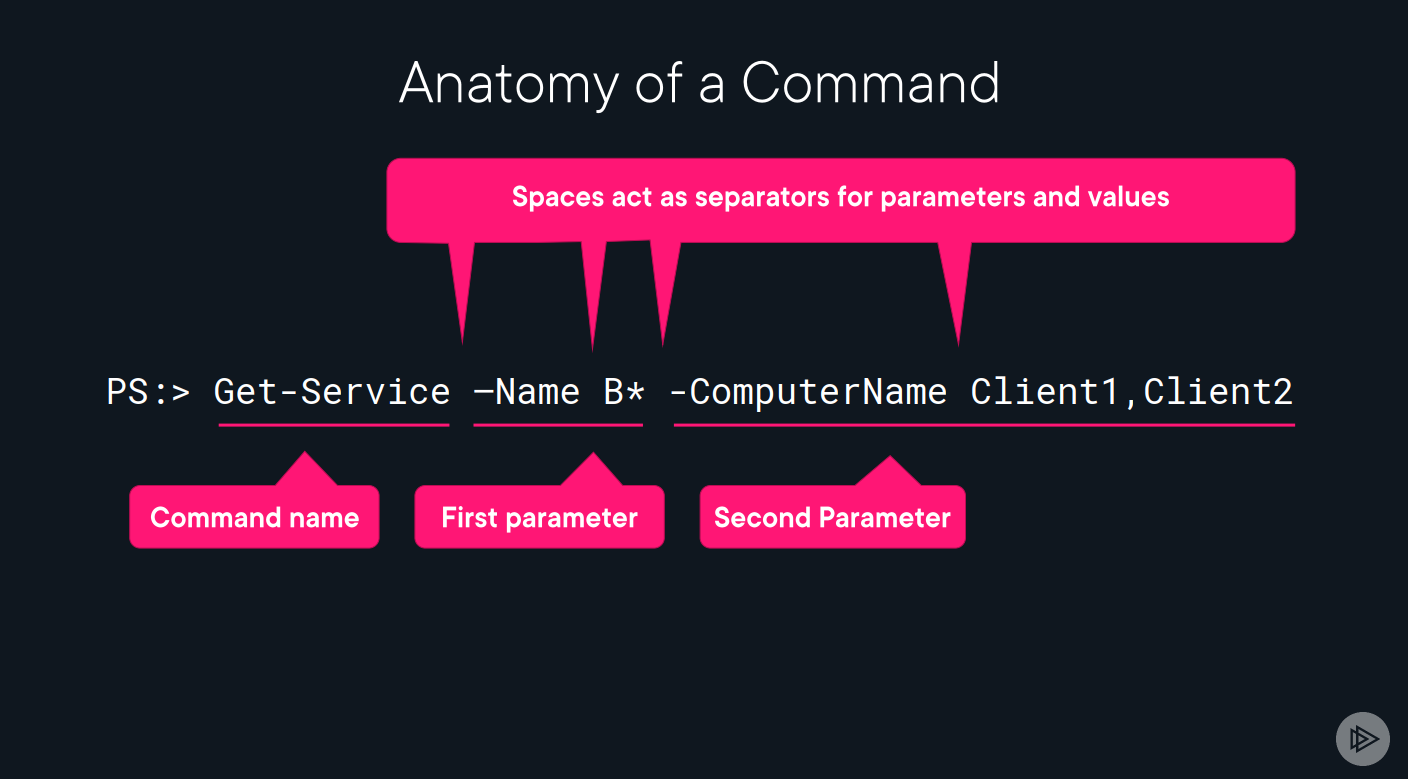 Anatomy of a Command
Spaces act as separators for parameters and values
PS:> Get-Service –Name B* -ComputerName Client1,Client2
Command name
First parameter
Second Parameter